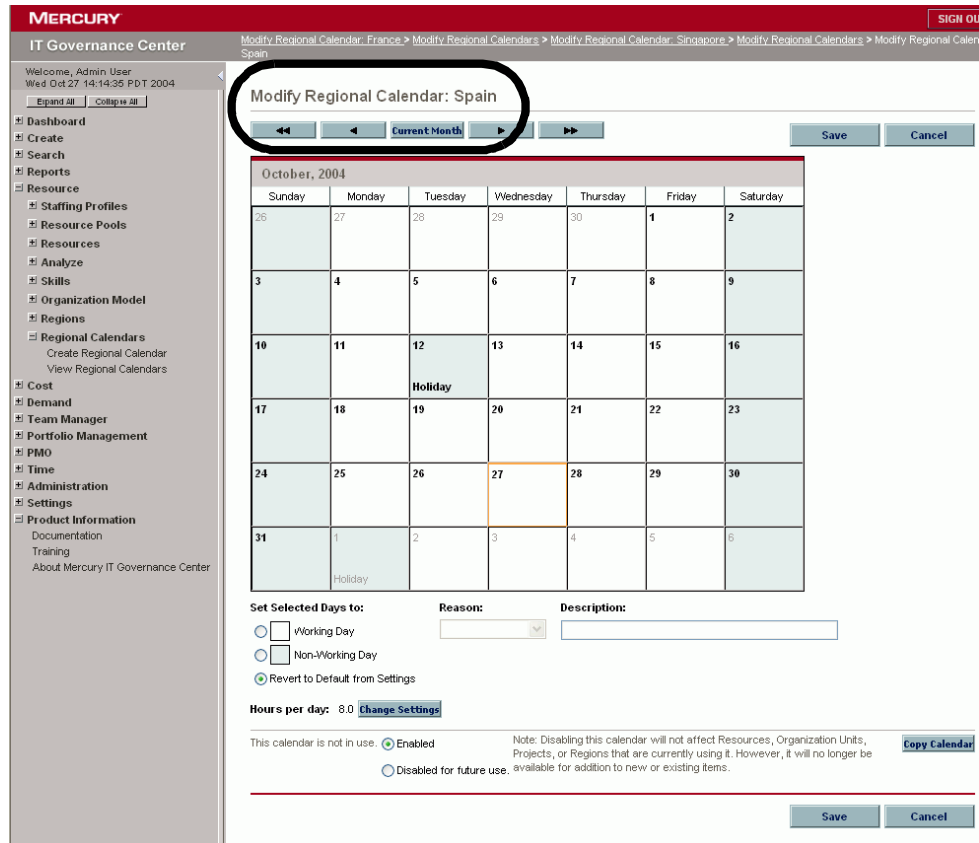 MERCURY
SIGN OU
IT Governance Center
Modify Regional Calendar: France > Modify Regional Calendars > Modify Regional Calendar: Singapore > Modify Regional Calendars > Modify Regional Calen
Spain
Welcome, Admin User
Wed Oct 27 14:14:35 PDT 2004
Expand All Collapse All
Dashboard
Create
Search
Reports
Resource
Staffing Profiles
Resource Pools
Resources
Analyze
Skills
Organization Model
Regions
Regional Calendars
Create Regional Calendar
View Regional Calendars
Cost
Demand
Team Manager
Portfolio Management
PMO
Time
Administration
Settings
Product Information
Documentation
Training
About Mercury IT Governance Center
Modify Regional Calendar: Spain
Current Month
Save Cancel
October, 2004
Sunday Monday Tuesday Wednesday Thursday Friday Saturday
26 27 28 29 30 1 2
3 4 5 6 7 8 9
10 11 12 13 14 15 16
Holiday
17 18 19 20 21 22 23
24 25 26 27 28 29 30
31 1 2 3 4 5 6
Holiday
Set Selected Days to: Reason: Description:
Working Day
Non-Working Day
Revert to Default from Settings
Hours per day: 8.0 Change Settings
This calendar is not in use. Enabled
Disabled for future use.
Note: Disabling this calendar will not affect Resources, Organization Units,
Projects, or Regions that are currently using it. However, it will no longer be
available for addition to new or existing items.
Copy Calendar
Save Cancel